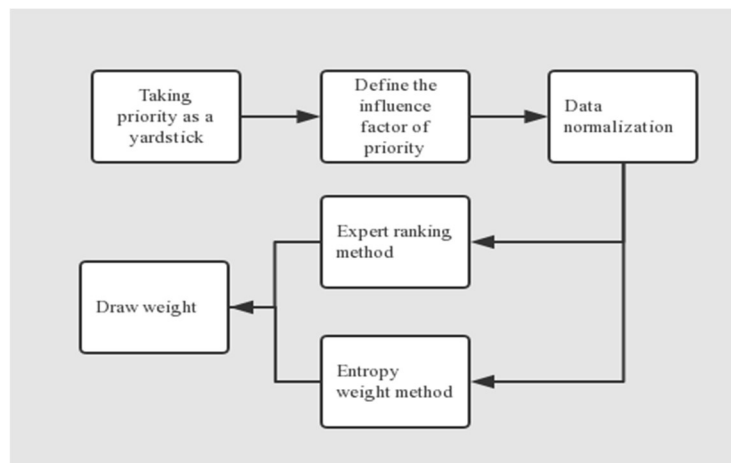 Taking
priority as a
yardstick
Define the
influence
factor of
priority
Data
normalization
Expert ranking
method
Draw weight
Entropy
weight method